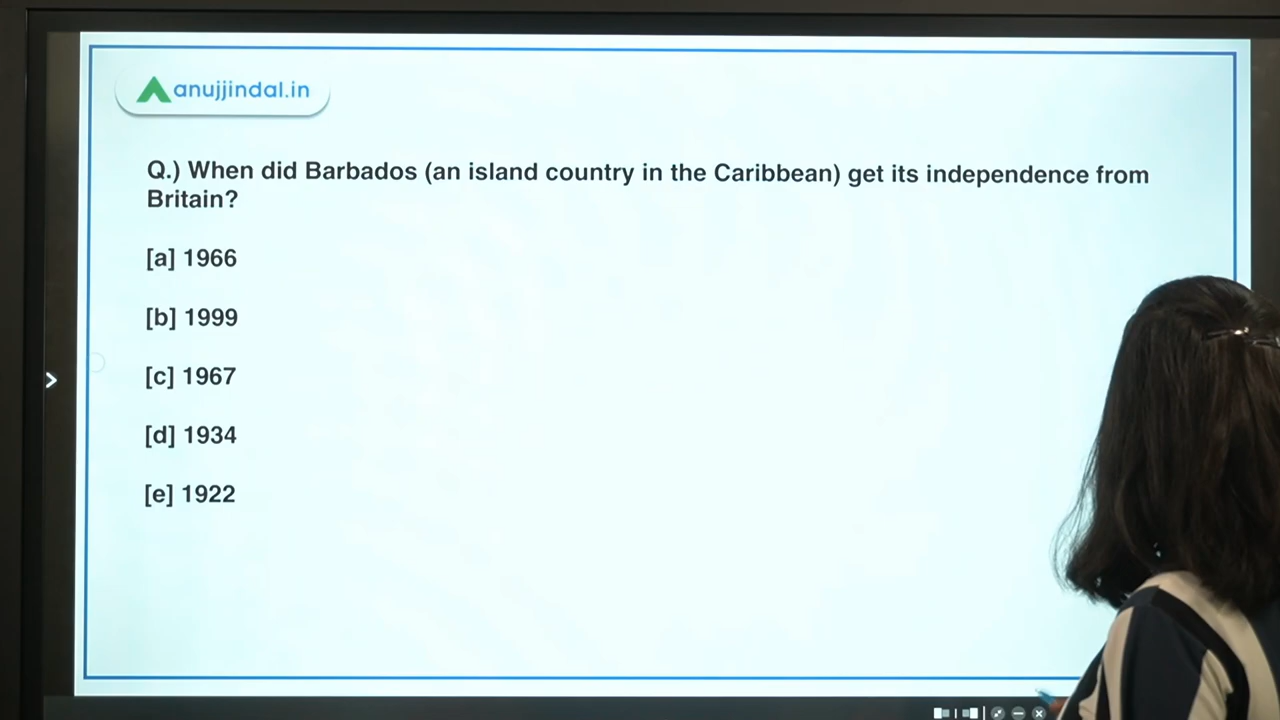 anujjindal.in
Q.) When did Barbados (an island country in the Caribbean) get its independence from
Britain?
[a] 1966
[b] 1999
[c] 1967
[d] 1934
[e] 1922